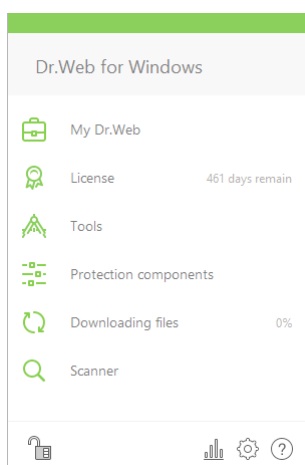 Dr.Web for Windows
My Dr.Web
License 461 days remain
Tools
Protection components
Downloading files 0%
Scanner
?